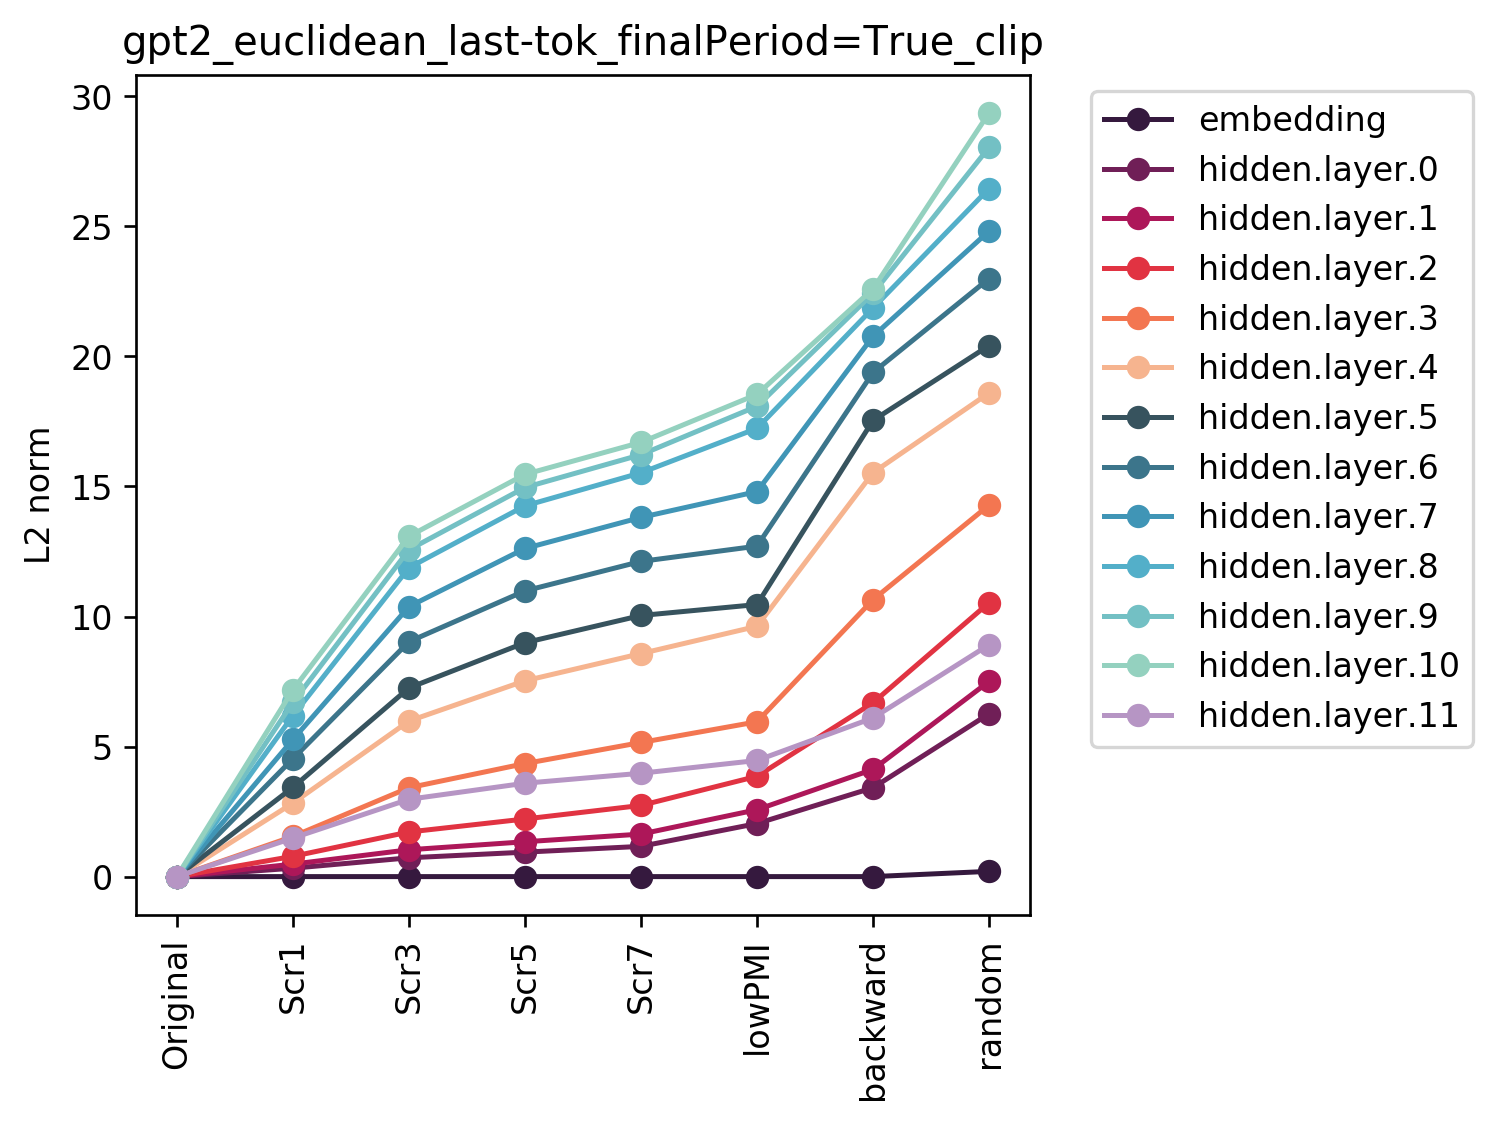 gpt2_euclidean_last-tok_finalPeriod=True_clip
30
25
20
15
10
5
0
L2 norm
Original
Scr1
Scr3
Scr5
Scr7
lowPMI
backward
random
embedding
hidden.layer.0
hidden.layer.1
hidden.layer.2
hidden.layer.3
hidden.layer.4
hidden.layer.5
hidden.layer.6
hidden.layer.7
hidden.layer.8
hidden.layer.9
hidden.layer.10
hidden.layer.11